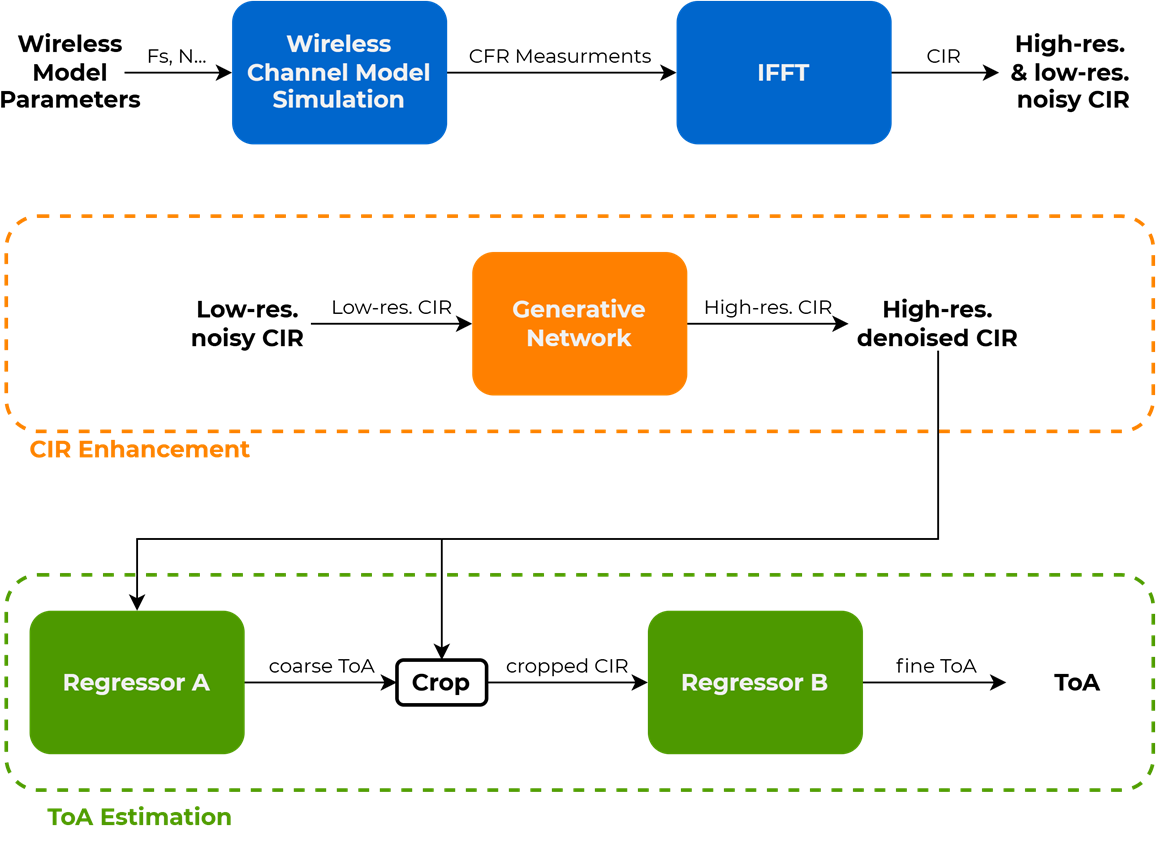 Wireless
Model
Parameters
Fs, N...
Wireless
Channel Model
Simulation
CFR Measurments
IFFT
CIR
High-res.
& low-res.
noisy CIR
Low-res.
noisy CIR
Low-res. CIR
Generative
Network
High-res. CIR
High-res.
denoised CIR
CIR Enhancement
Regressor A
coarse ToA
Crop
cropped CIR
Regressor B
fine ToA
ToA
ToA Estimation